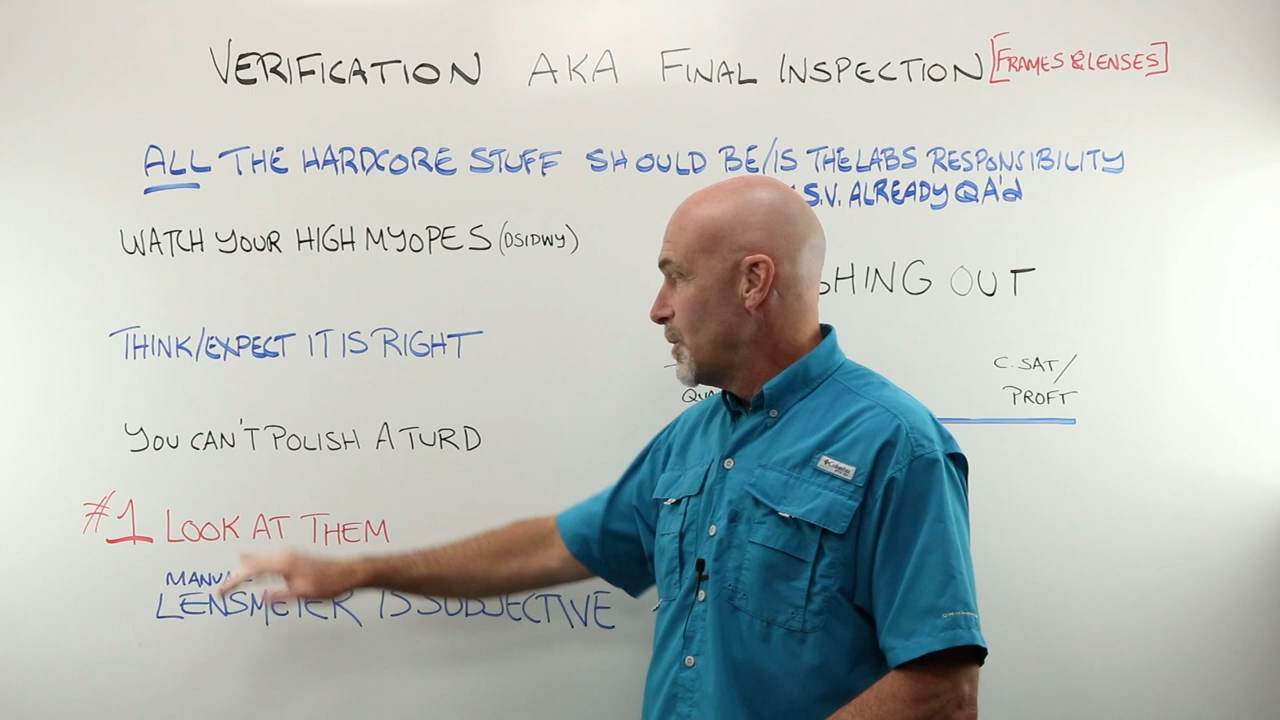 VERIFICATION AKA FINAL INSPECTION [FRAMES & LENSES]
ALL THE HARDCORE STUFF SHOULD BE/IS THE LABS RESPONSIBILITY
S.V. ALREADY QA'd
WATCH YOUR HIGH MYOPES (DSIDWY)
OUT
THINK/EXPECT IT IS RIGHT
C.SAT/
PROFT
YOU CAN'T POLISH A TURD
#1 LOOK AT THEM
LENSMETER IS SUBJECTIVE
Columbia